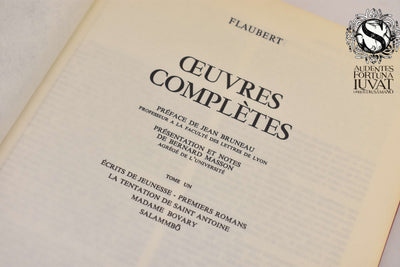 FLAUBERT
ŒUVRES
COMPLÈTES
PRÉFACE DE JEAN BRUNEAU
PROFESSEUR A LA FACULTÉ DES LETTRES DE LYON
PRÉSENTATION ET NOTES
DE BERNARD MASSON
AGRÉGÉ DE L'UNIVERSITÉ
TOME UN
ÉCRITS DE JEUNESSE - PREMIERS ROMANS
LA TENTATION DE SAINT ANTOINE
MADAME BOVARY
SALAMMBÔ
S
AUDENTES
FORTUNA
IUVAT